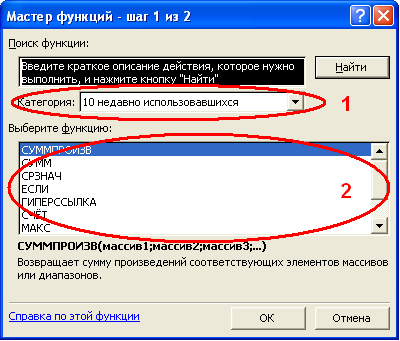 Мастер функций - шаг 1 из 2
Поиск функции:
Введите краткое описание действия, которое нужно
выполнить, и нажмите кнопку "Найти"
Найти
Категория: 10 недавно использовавшихся
1
Выберите функцию:
СУММПРОИЗВ
СУММ
СРЗНАЧ
ЕСЛИ
ГИПЕРССЫЛКА
СЧЁТ
МАКС
2
СУММПРОИЗВ(массив1;массив2;массив3;...)
Возвращает сумму произведений соответствующих элементов массивов
или диапазонов.
Справка по этой функции
ОК
Отмена